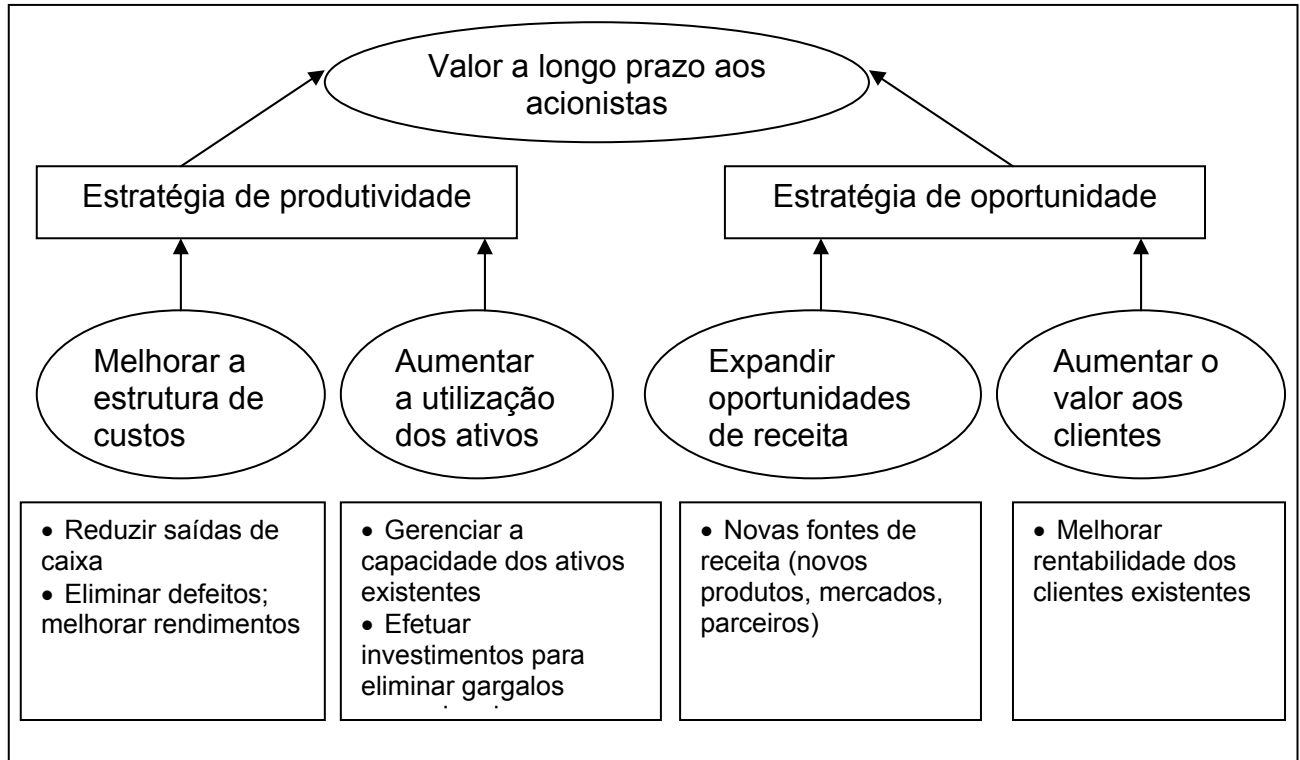 Valor a longo prazo aos
acionistas
Estratégia de produtividade
Estratégia de oportunidade
Melhorar a
estrutura de
custos
Aumentar
a utilização
dos ativos
Expandir
oportunidades
de receita
Aumentar o
valor aos
clientes
• Reduzir saídas de
caixa
• Eliminar defeitos;
melhorar rendimentos
• Gerenciar a
capacidade dos ativos
existentes
• Efetuar
investimentos para
eliminar gargalos
• Novas fontes de
receita (novos
produtos, mercados,
parceiros)
• Melhorar
rentabilidade dos
clientes existentes